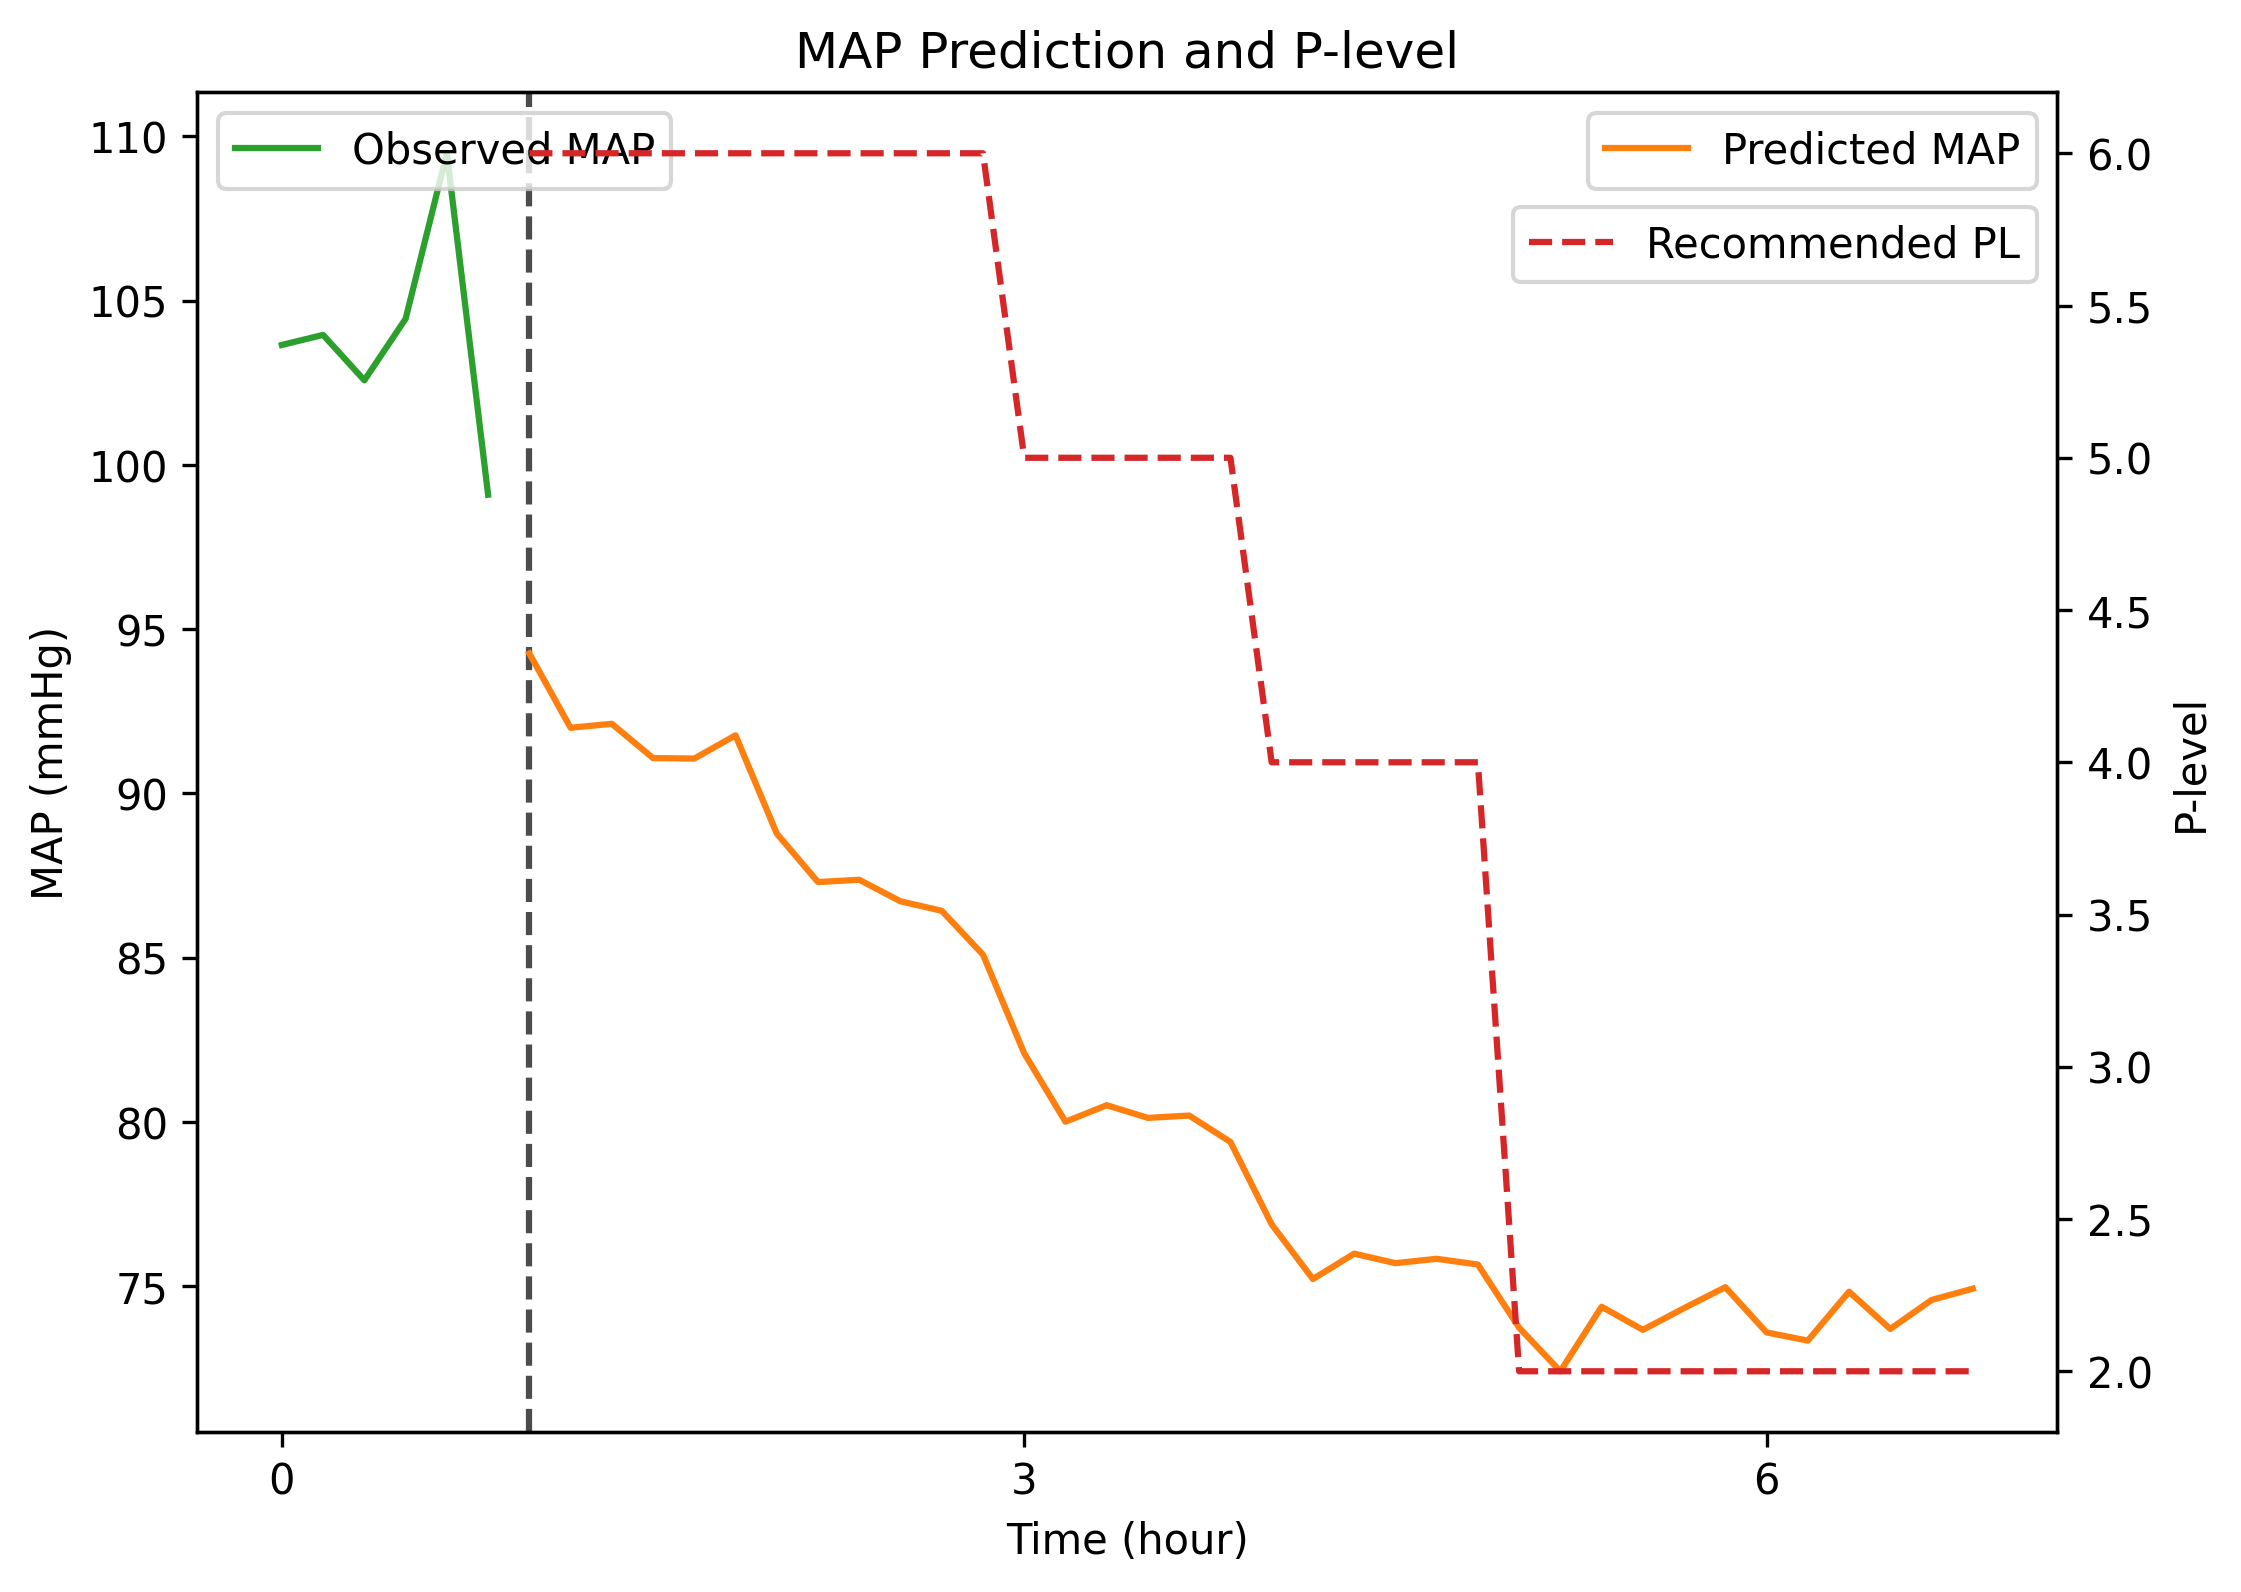 MAP Prediction and P-level
Observed MAP
Predicted MAP
Recommended PL
110
105
100
95
90
85
80
75
MAP (mmHg)
6.0
5.5
5.0
4.5
4.0
3.5
3.0
2.5
2.0
P-level
0 3 6
Time (hour)